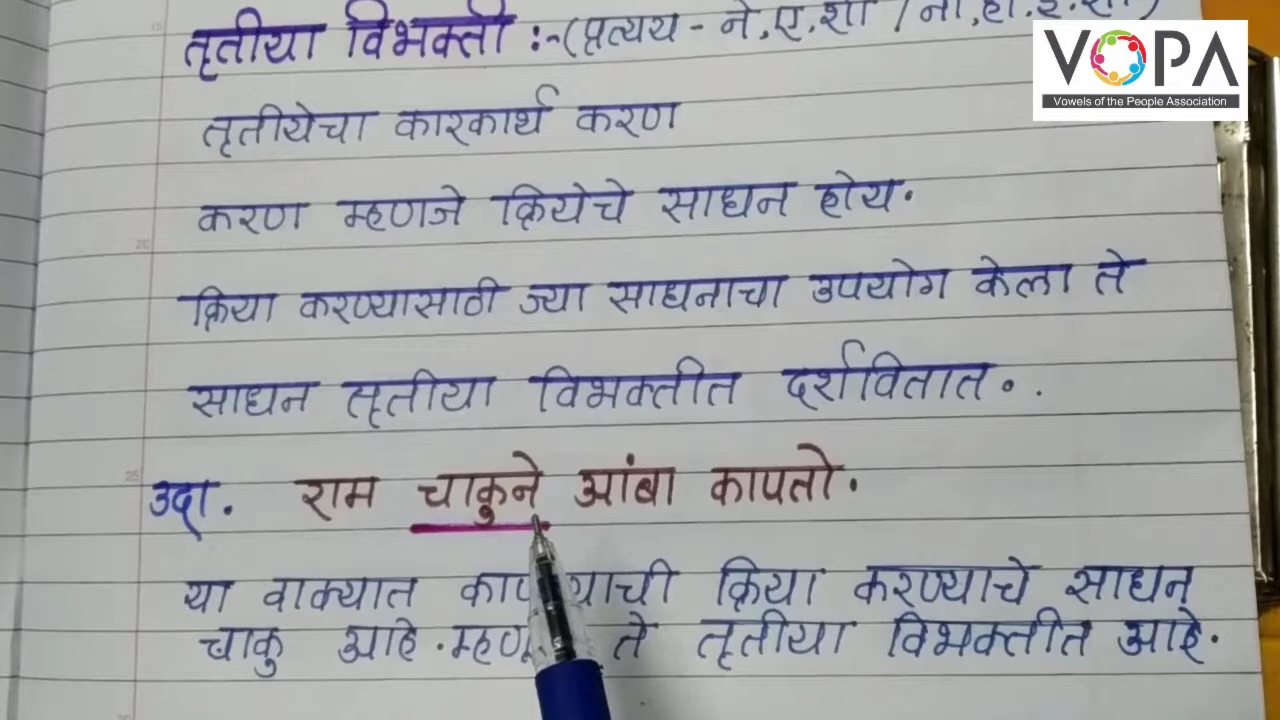 तृतीया विभक्ती :-(प्रत्यय - ने,ए,शी / नी,ही,ई,शी)
VOPA
Vowels of the People Association
तृतीयेचा कारकार्थ करण
करण म्हणजे क्रियेचे साधन होय.
क्रिया करण्यासाठी ज्या साधनाचा उपयोग केला ते
साधन तृतीया विभक्तीत दर्शवितात..
उदा. राम चाकुने आंबा कापतो.
या वाक्यात क्रिया करण्याचे साधन
चाकु आहे. ते तृतीया विभक्तीत आहे.